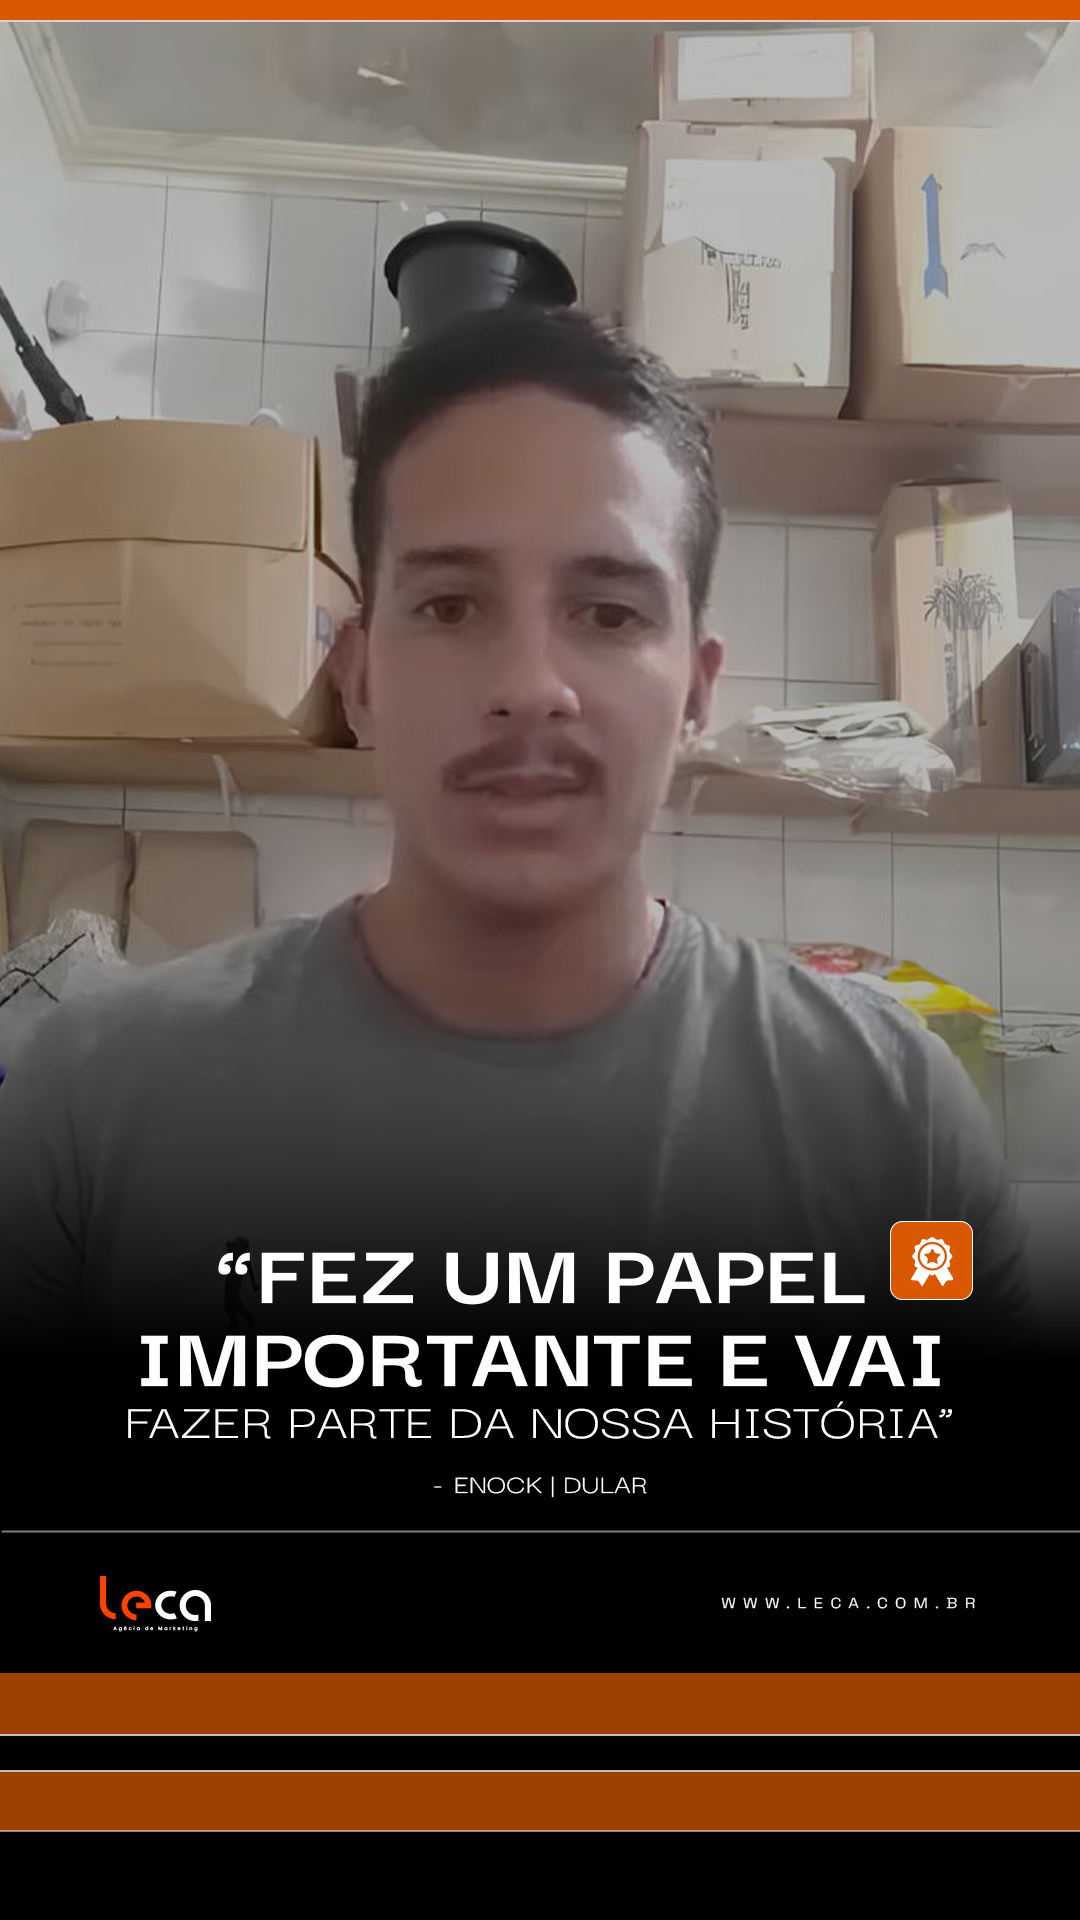 “FEZ UM PAPEL
IMPORTANTE E VAI
FAZER PARTE DA NOSSA HISTÓRIA”
- ENOCK | DULAR
leca
Agêcia de Marketing
WWW.LECA.COM.BR